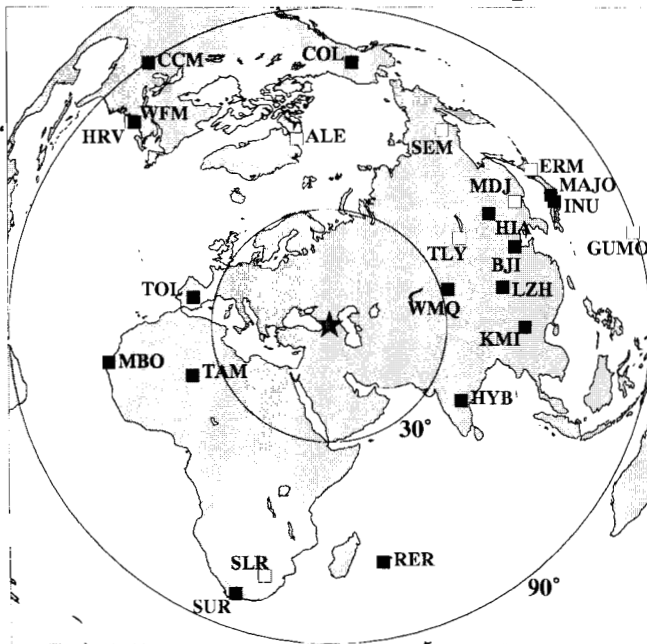 CCM
COL
WFM
HRV
ALE
SEM
ERM
MDJ
MAJO
INU
HIA
GUMO
TLY
BJI
TOL
LZH
WMQ
KMI
MBO
TAM
HYB
30°
SLR
RER
90°
SUR